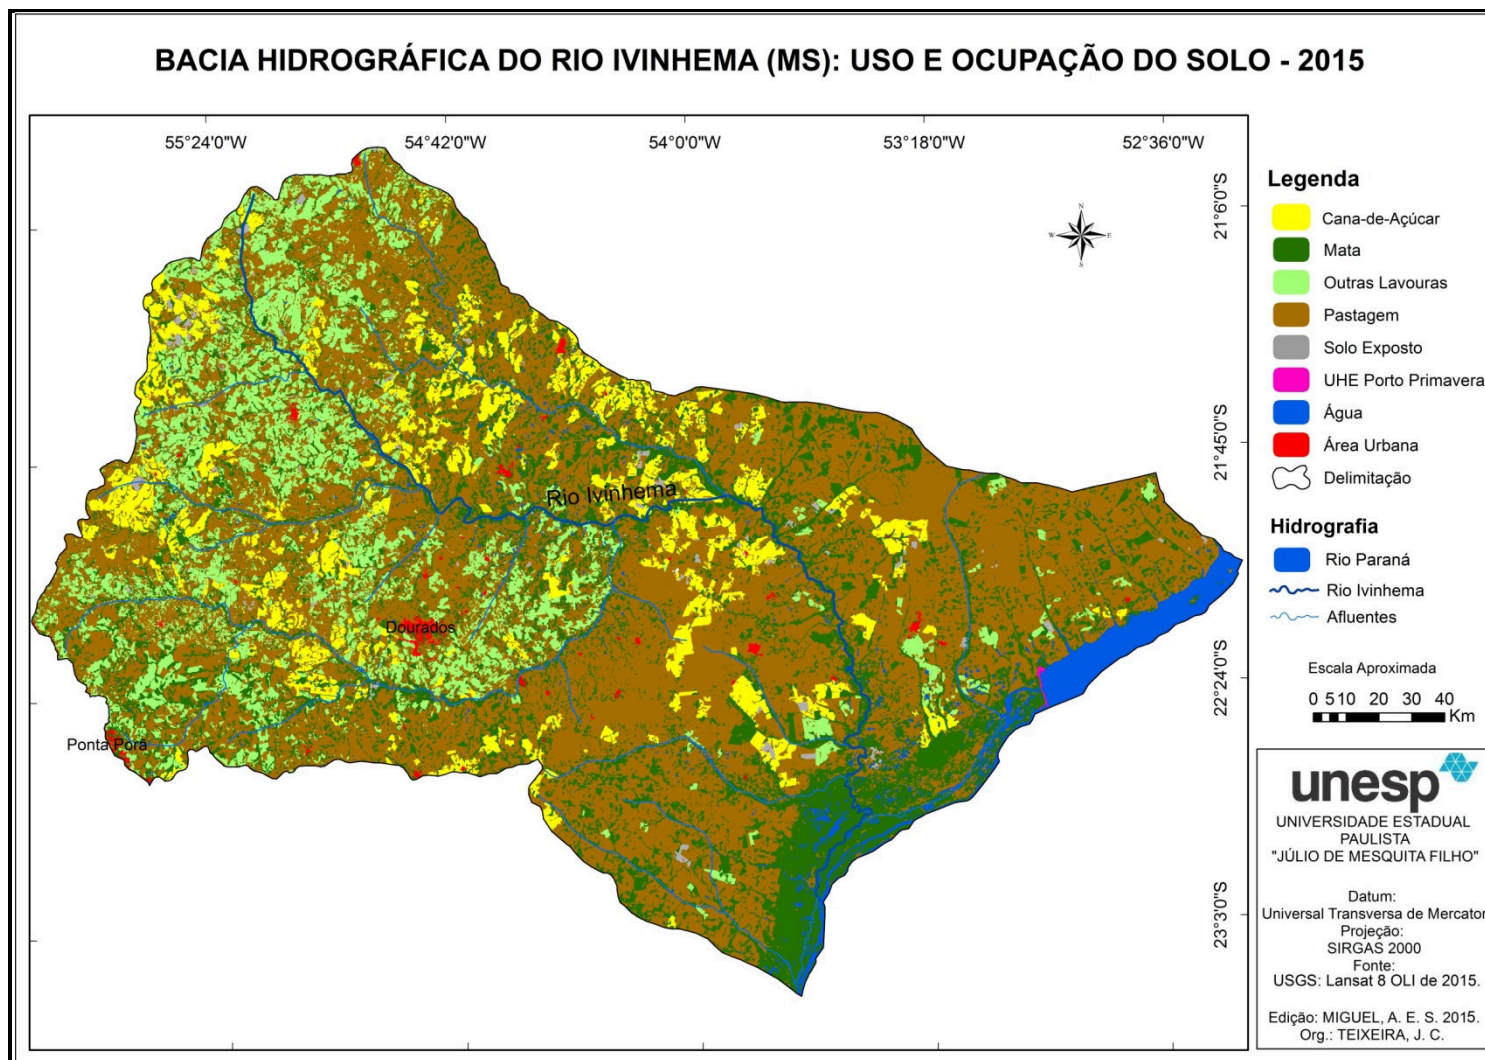 BACIA HIDROGRÁFICA DO RIO IVINHEMA (MS): USO E OCUPAÇÃO DO SOLO - 2015
55°24'0"W
54°42'0"W
54°0'0"W
53°18'0"W
52°36'0"W
21°6'0"S
21°45'0"S
22°24'0"S
23°3'0"S
N
W
E
S
Rio Ivinhema
Dourados
Ponta Porã
Legenda
Cana-de-Açúcar
Mata
Outras Lavouras
Pastagem
Solo Exposto
UHE Porto Primavera
Água
Área Urbana
Delimitação
Hidrografia
Rio Paraná
Rio Ivinhema
Afluentes
Escala Aproximada
0 5 10 20 30 40
Km
unesp
UNIVERSIDADE ESTADUAL
PAULISTA
"JÚLIO DE MESQUITA FILHO"
Datum:
Universal Transversa de Mercator
Projeção:
SIRGAS 2000
Fonte:
USGS: Lansat 8 OLI de 2015.
Edição: MIGUEL, A. E. S. 2015.
Org.: TEIXEIRA, J. C.